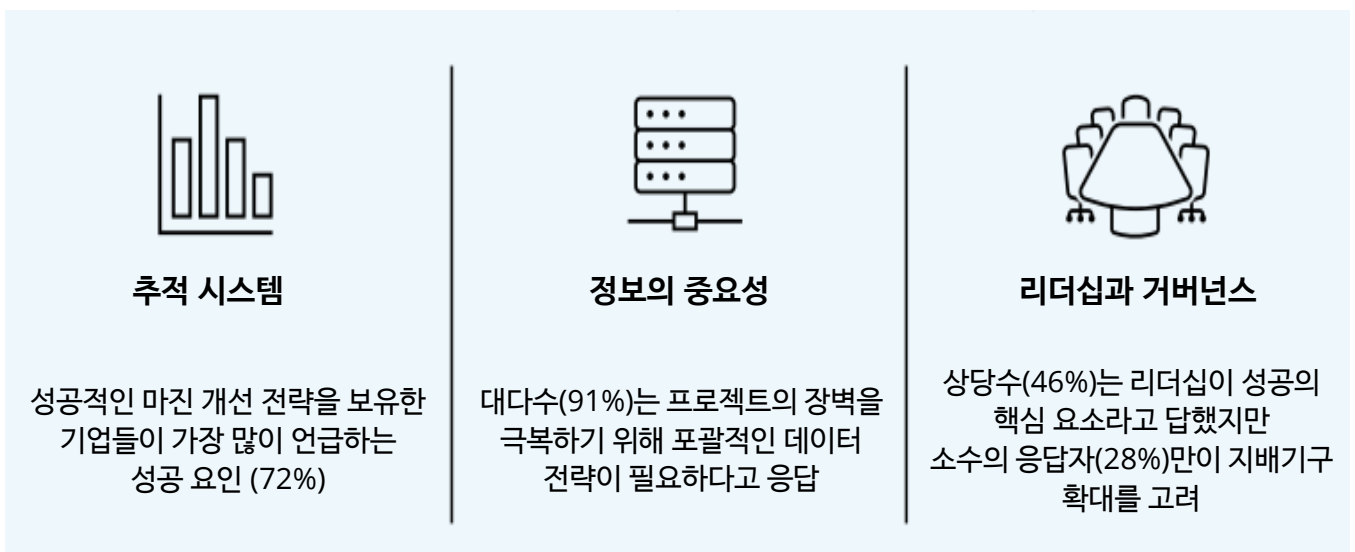 추적 시스템
성공적인 마진 개선 전략을 보유한
기업들이 가장 많이 언급하는
성공 요인 (72%)
정보의 중요성
대다수(91%)는 프로젝트의 장벽을
극복하기 위해 포괄적인 데이터
전략이 필요하다고 응답
리더십과 거버넌스
상당수(46%)는 리더십이 성공의
핵심 요소라고 답했지만
소수의 응답자(28%)만이 지배기구
확대를 고려